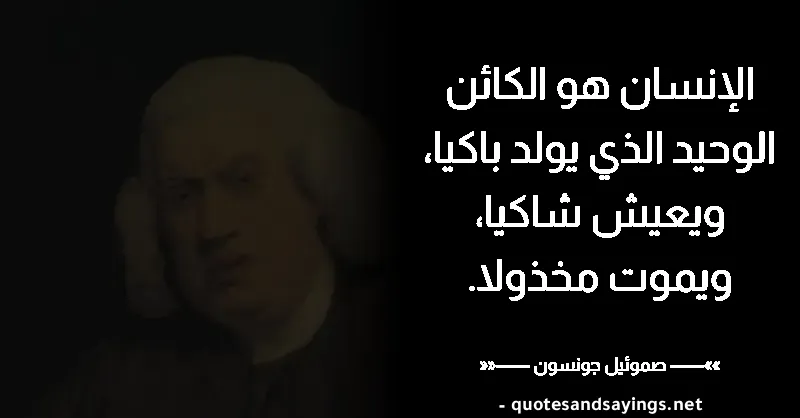 الإنسان هو الكائن
الوحيد الذي يولد باكيا،
ويعيش شاكيا،
ويموت مخذولا.
»»—— صموئيل جونسون ——««
- quotesandsayings.net